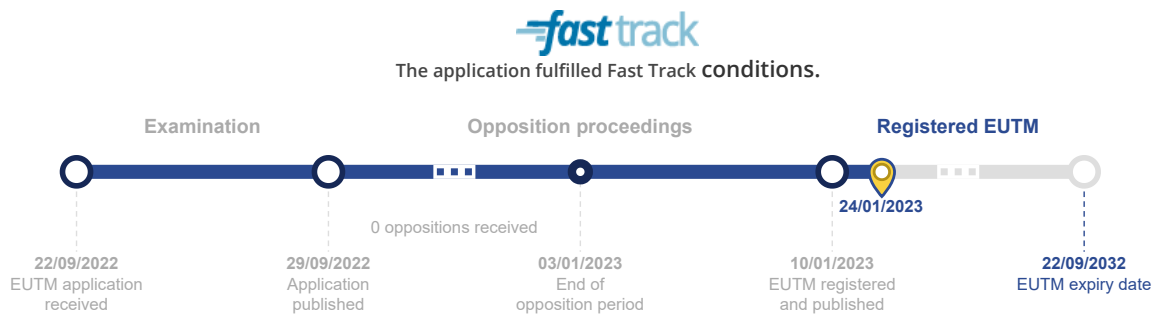 fast track
The application fulfilled Fast Track conditions.
Examination
Opposition proceedings
Registered EUTM
24/01/2023
0 oppositions received
22/09/2022
EUTM application
received
29/09/2022
Application
published
03/01/2023
End of
opposition period
10/01/2023
EUTM registered
and published
22/09/2032
EUTM expiry date